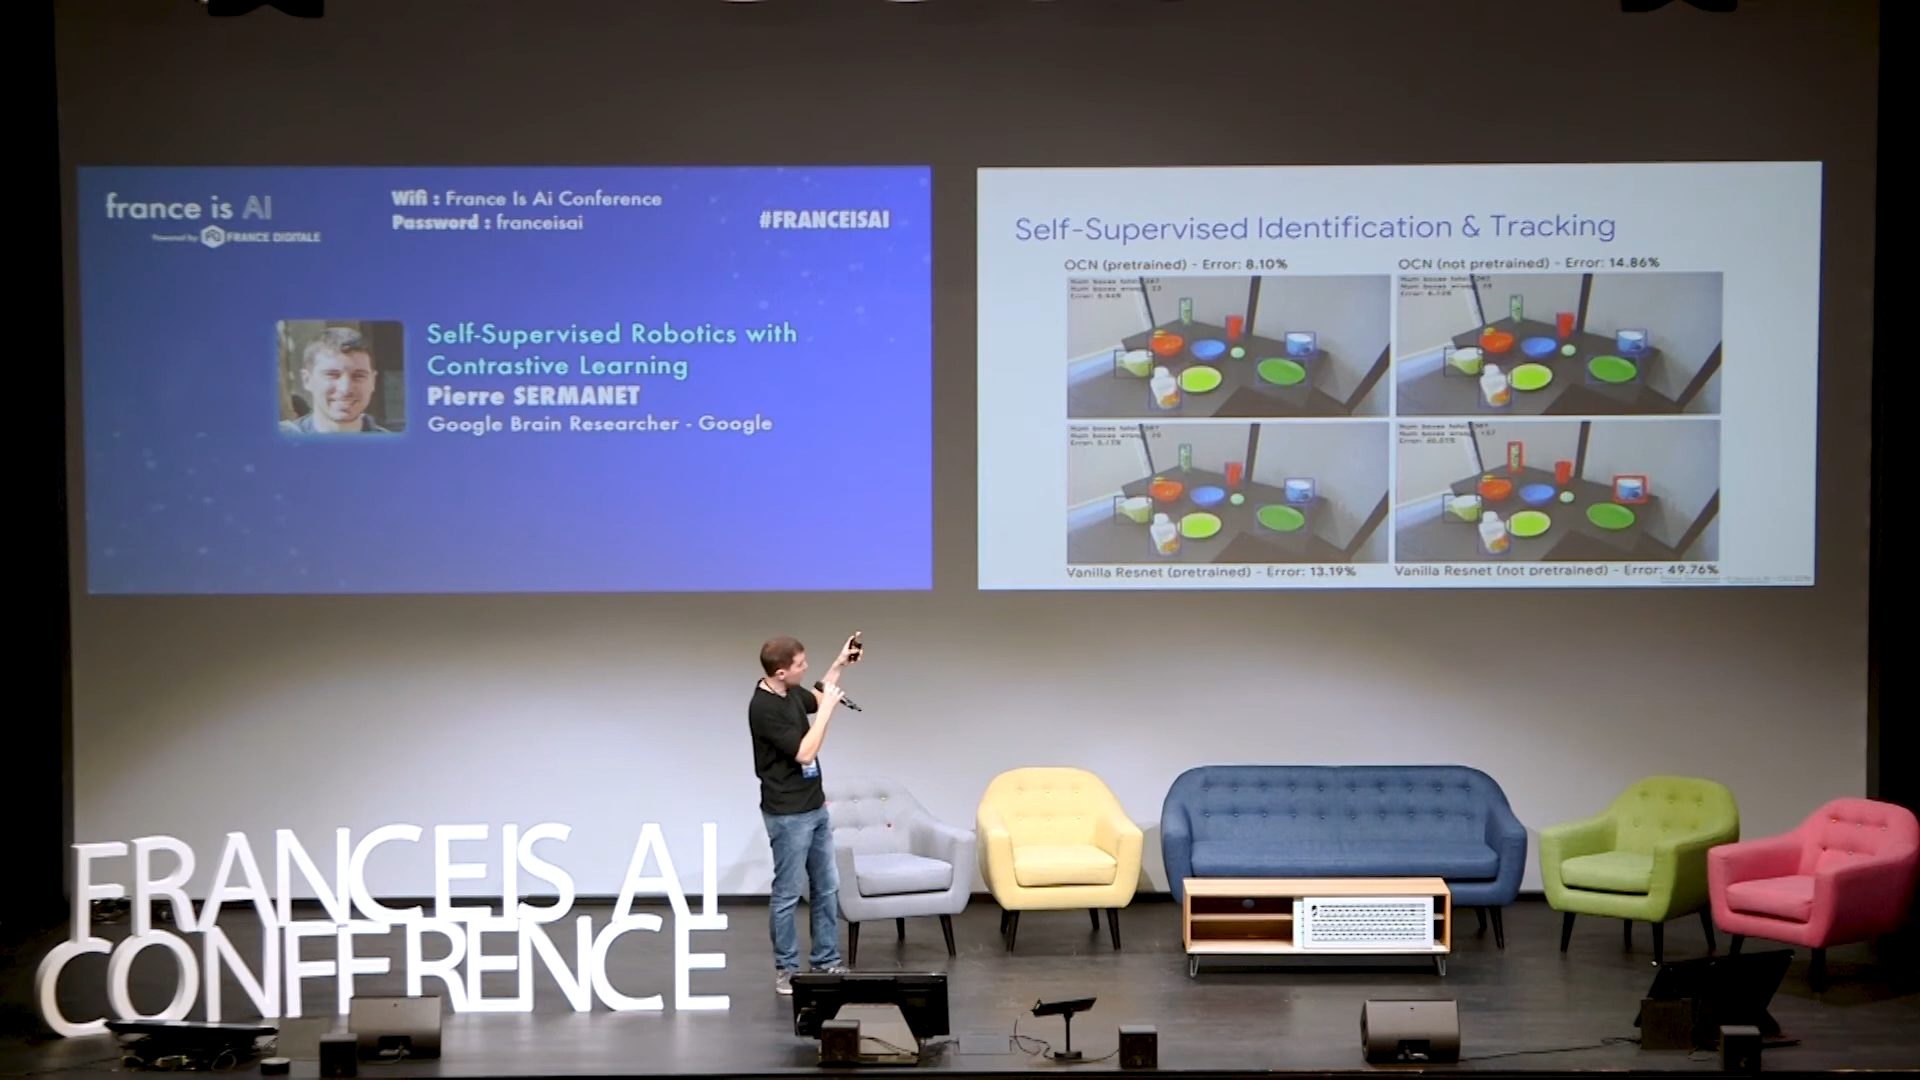 france is AI
Powered by FRANCE DIGITALE
Wifi : France Is Ai Conference
Password : franceisai
#FRANCEISAI
Self-Supervised Robotics with
Contrastive Learning
Pierre SERMANET
Google Brain Researcher - Google
Self-Supervised Identification & Tracking
OCN (pretrained) - Error: 8.10%
OCN (not pretrained) - Error: 14.86%
Vanilla Resnet (pretrained) - Error: 13.19%
Vanilla Resnet (not pretrained) - Error: 49.76%
FRANCE IS AI
CONFERENCE